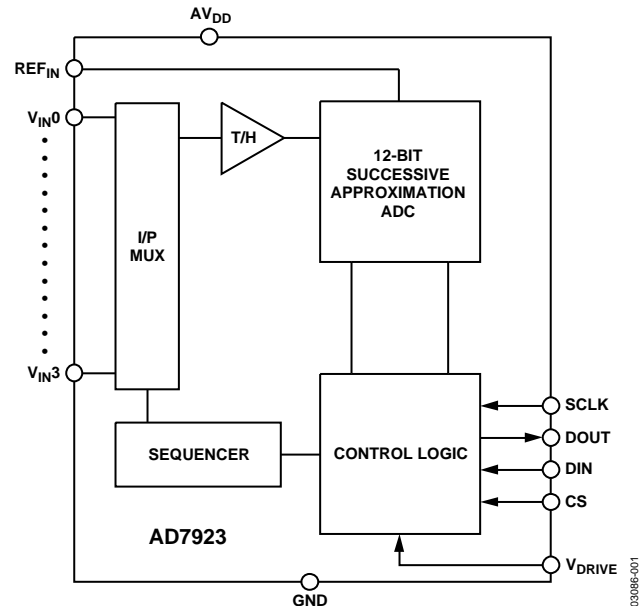 AVDD
REFIN
VIN0
T/H
12-BIT
SUCCESSIVE
APPROXIMATION
ADC
I/P
MUX
VIN3
SEQUENCER
CONTROL LOGIC
SCLK
DOUT
DIN
CS
VDRIVE
AD7923
GND
03086-001